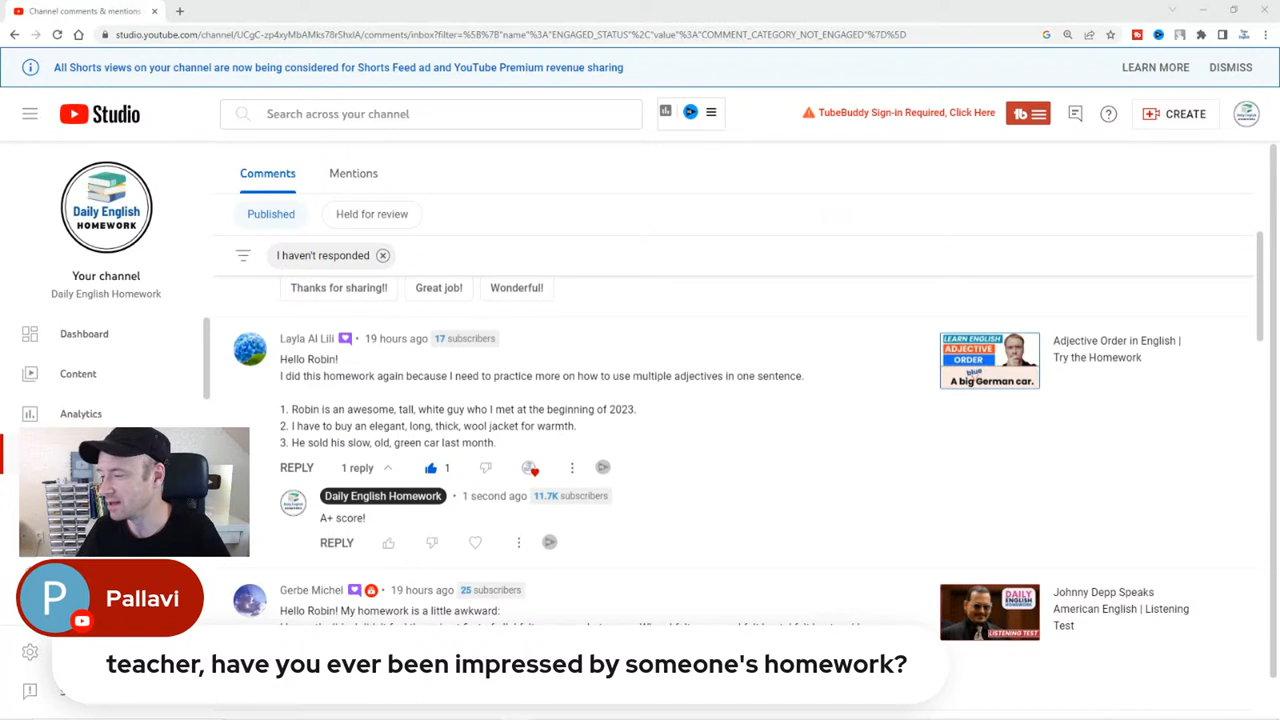 Channel comments & mentions
studio.youtube.com/channel/UCgC-zp4xyMbAMks78rShxIA/comments/inbox?filter=%5B%7B"name"%3A"ENGAGED_STATUS"%2C"value"%3A"COMMENT_CATEGORY_NOT_ENGAGED"%7D%5D
All Shorts views on your channel are now being considered for Shorts Feed ad and YouTube Premium revenue sharing
LEARN MORE
DISMISS
Studio
Search across your channel
TubeBuddy Sign-in Required, Click Here
tb
CREATE
Comments
Mentions
Published
Held for review
I haven't responded
Daily English
HOMEWORK
Your channel
Daily English Homework
Dashboard
Content
Analytics
Thanks for sharing!!
Great job!
Wonderful!
Layla Al Lili • 19 hours ago 17 subscribers
Hello Robin!
I did this homework again because I need to practice more on how to use multiple adjectives in one sentence.
1. Robin is an awesome, tall, white guy who I met at the beginning of 2023.
2. I have to buy an elegant, long, thick, wool jacket for warmth.
3. He sold his slow, old, green car last month.
REPLY 1 reply 1
Daily English Homework • 1 second ago 11.7K subscribers
A+ score!
REPLY
LEARN ENGLISH
ADJECTIVE
ORDER
blue
A big German car.
Adjective Order in English |
Try the Homework
Gerbe Michel • 19 hours ago 25 subscribers
Hello Robin! My homework is a little awkward:
DAILY
ENGLISH
HOMEWORK
LISTENING TEST
Johnny Depp Speaks
American English | Listening
Test
P Pallavi
teacher, have you ever been impressed by someone's homework?